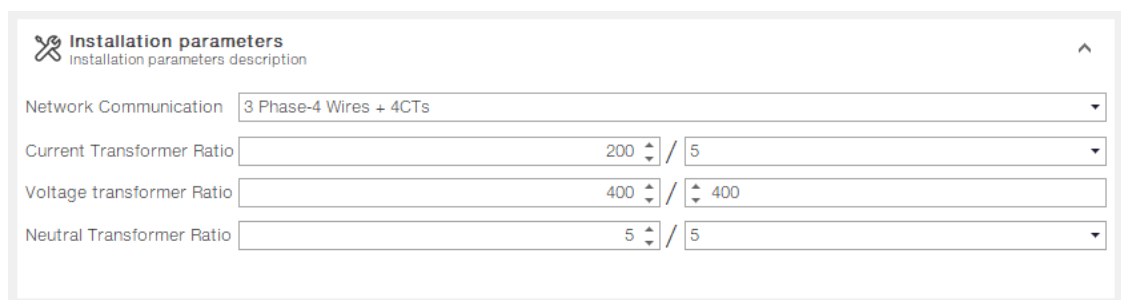 Installation parameters
Installation parameters description
Network Communication 3 Phase-4 Wires + 4CTs
Current Transformer Ratio 200 / 5
Voltage transformer Ratio 400 / 400
Neutral Transformer Ratio 5 / 5